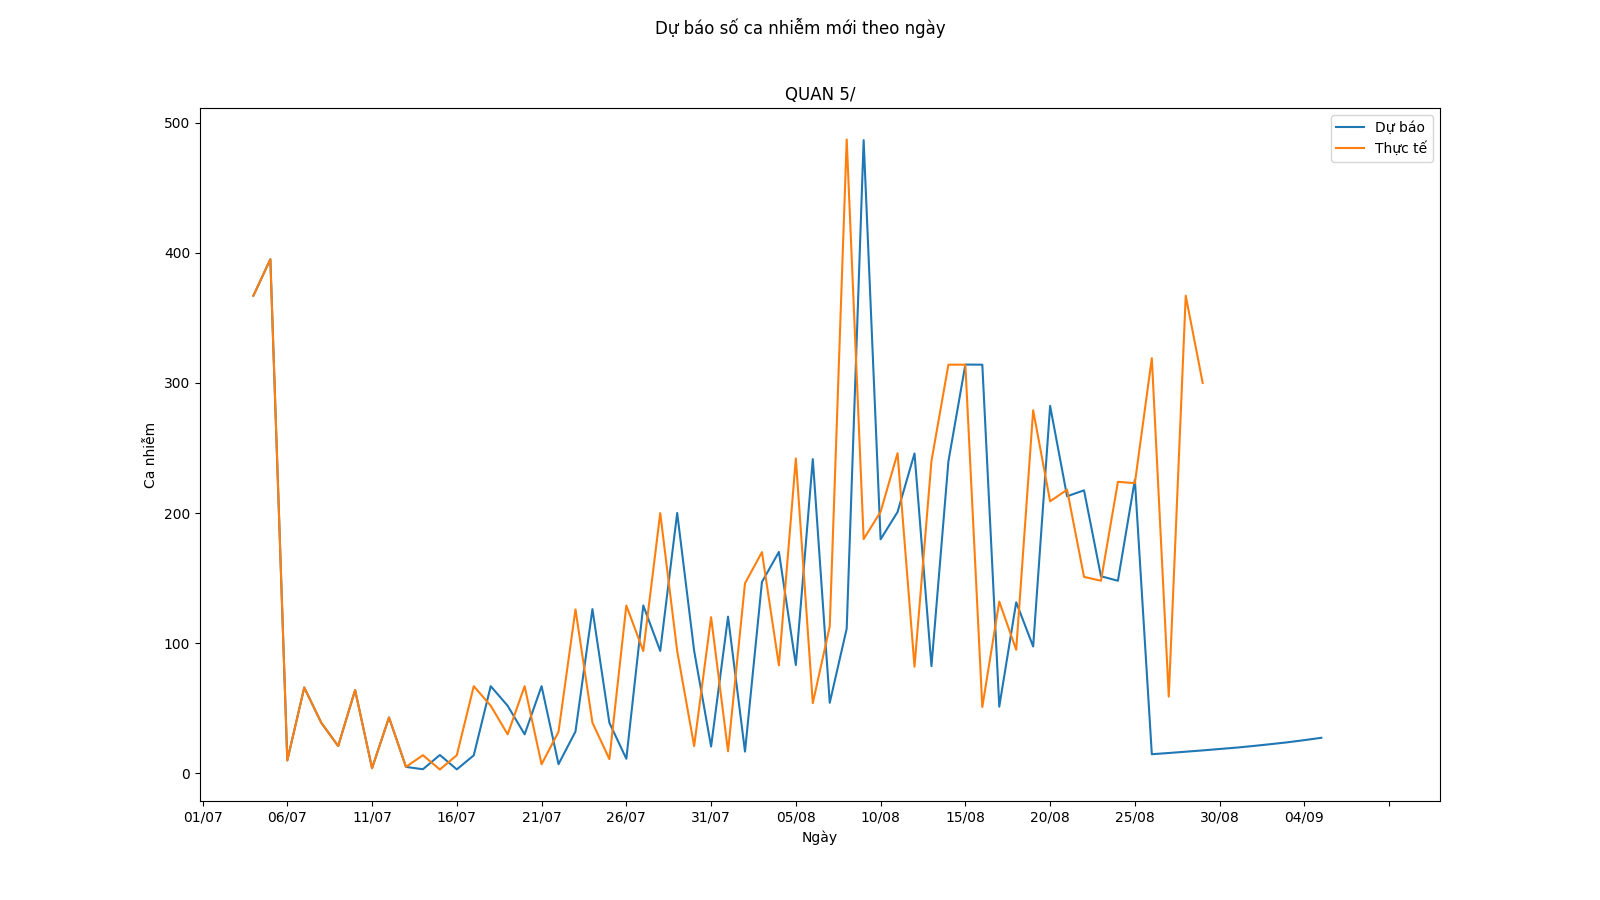 Dự báo số ca nhiễm mới theo ngày
QUAN 5/
Dự báo
Thực tế
500
400
300
200
100
0
Ca nhiễm
01/07 06/07 11/07 16/07 21/07 26/07 31/07 05/08 10/08 15/08 20/08 25/08 30/08 04/09
Ngày